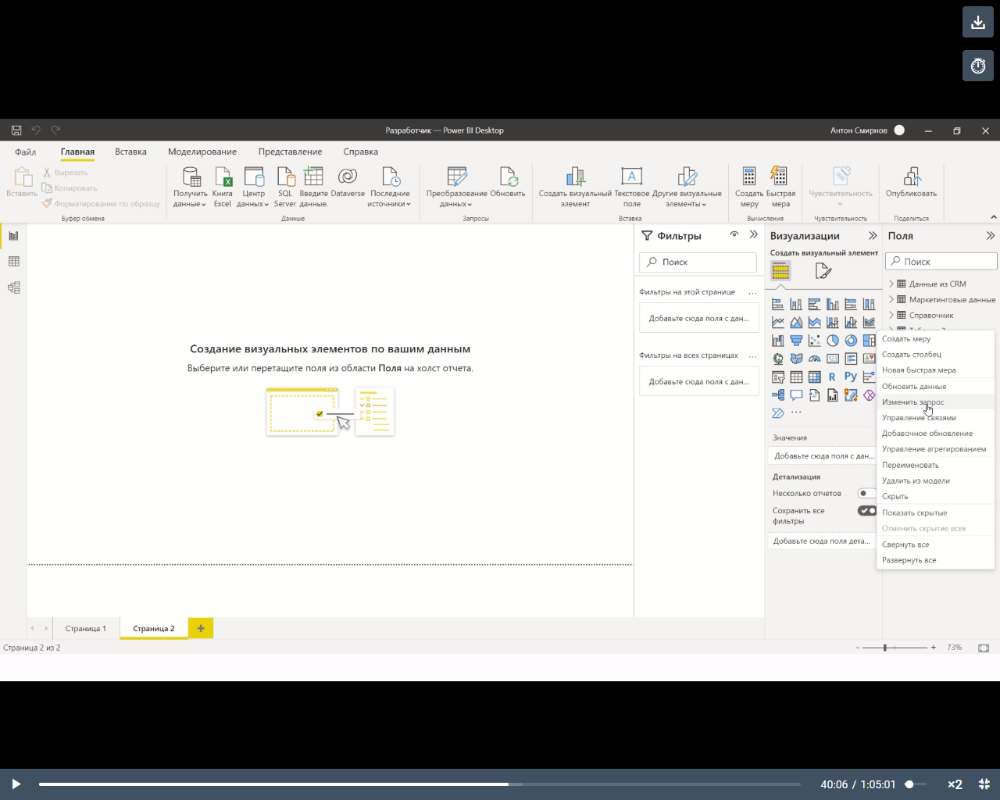 Разработчик — Power BI Desktop
Антон Смирнов
Файл Главная Вставка Моделирование Представление Справка
Вставить
Вырезать
Копировать
Форматирование по образцу
Буфер обмена
Получить данные
Книга Excel
Центр данных
SQL Server
Введите данные.
Dataverse
Последние источники
Данные
Преобразование данных
Обновить
Запросы
Создать визуальный элемент
Текстовое поле
Другие визуальные элементы
Вставка
Создать меру
Быстрая мера
Вычисления
Чувствительность
Чувствительность
Опубликовать
Поделиться
Создание визуальных элементов по вашим данным
Выберите или перетащите поля из области Поля на холст отчета.
Фильтры
Поиск
Фильтры на этой странице ...
Добавьте сюда поля с дан...
Фильтры на всех страницах ...
Добавьте сюда поля с дан...
Визуализации
Создать визуальный элемент
123
R
Py
...
Значения
Добавьте сюда поля с дан...
Детализация
Несколько отчетов
Сохранить все
фильтры
Добавьте сюда поля дета...
Поля
Поиск
Данные из CRM
Маркетинговые данные
Справочник
Создать меру
Создать столбец
Новая быстрая мера
Обновить данные
Изменить запрос
Управление связями
Добавочное обновление
Управление агрегированием
Переименовать
Удалить из модели
Скрыть
Показать скрытые
Отменить скрытие всех
Свернуть все
Развернуть все
Страница 1 Страница 2 +
Страница 2 из 2
- + 73%
40:06 / 1:05:01 ×2